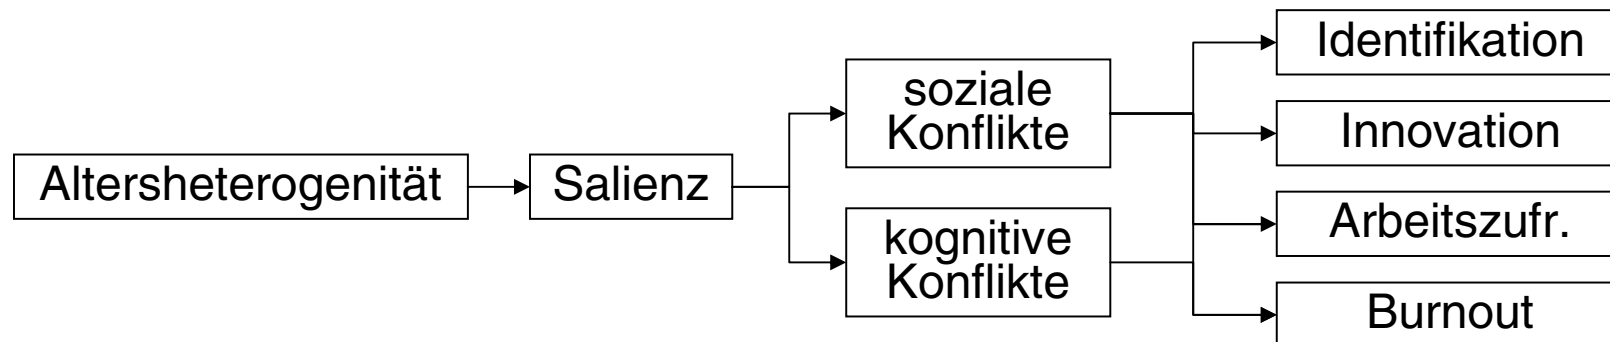 Altersheterogenität
Salienz
soziale
Konflikte
kognitive
Konflikte
Identifikation
Innovation
Arbeitszufr.
Burnout